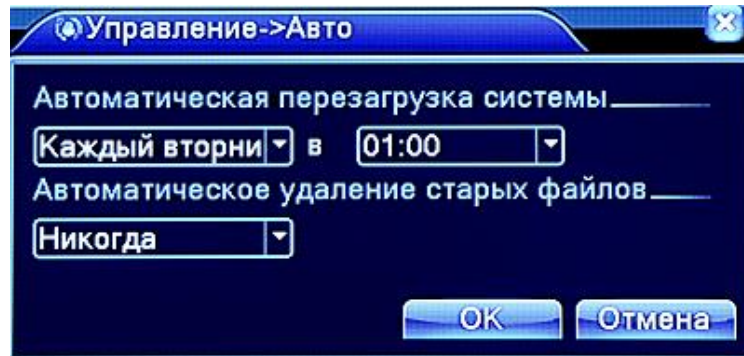 Управление->Авто
Автоматическая перезагрузка системы
Каждый вторни в 01:00
Автоматическое удаление старых файлов
Никогда
OK Отмена